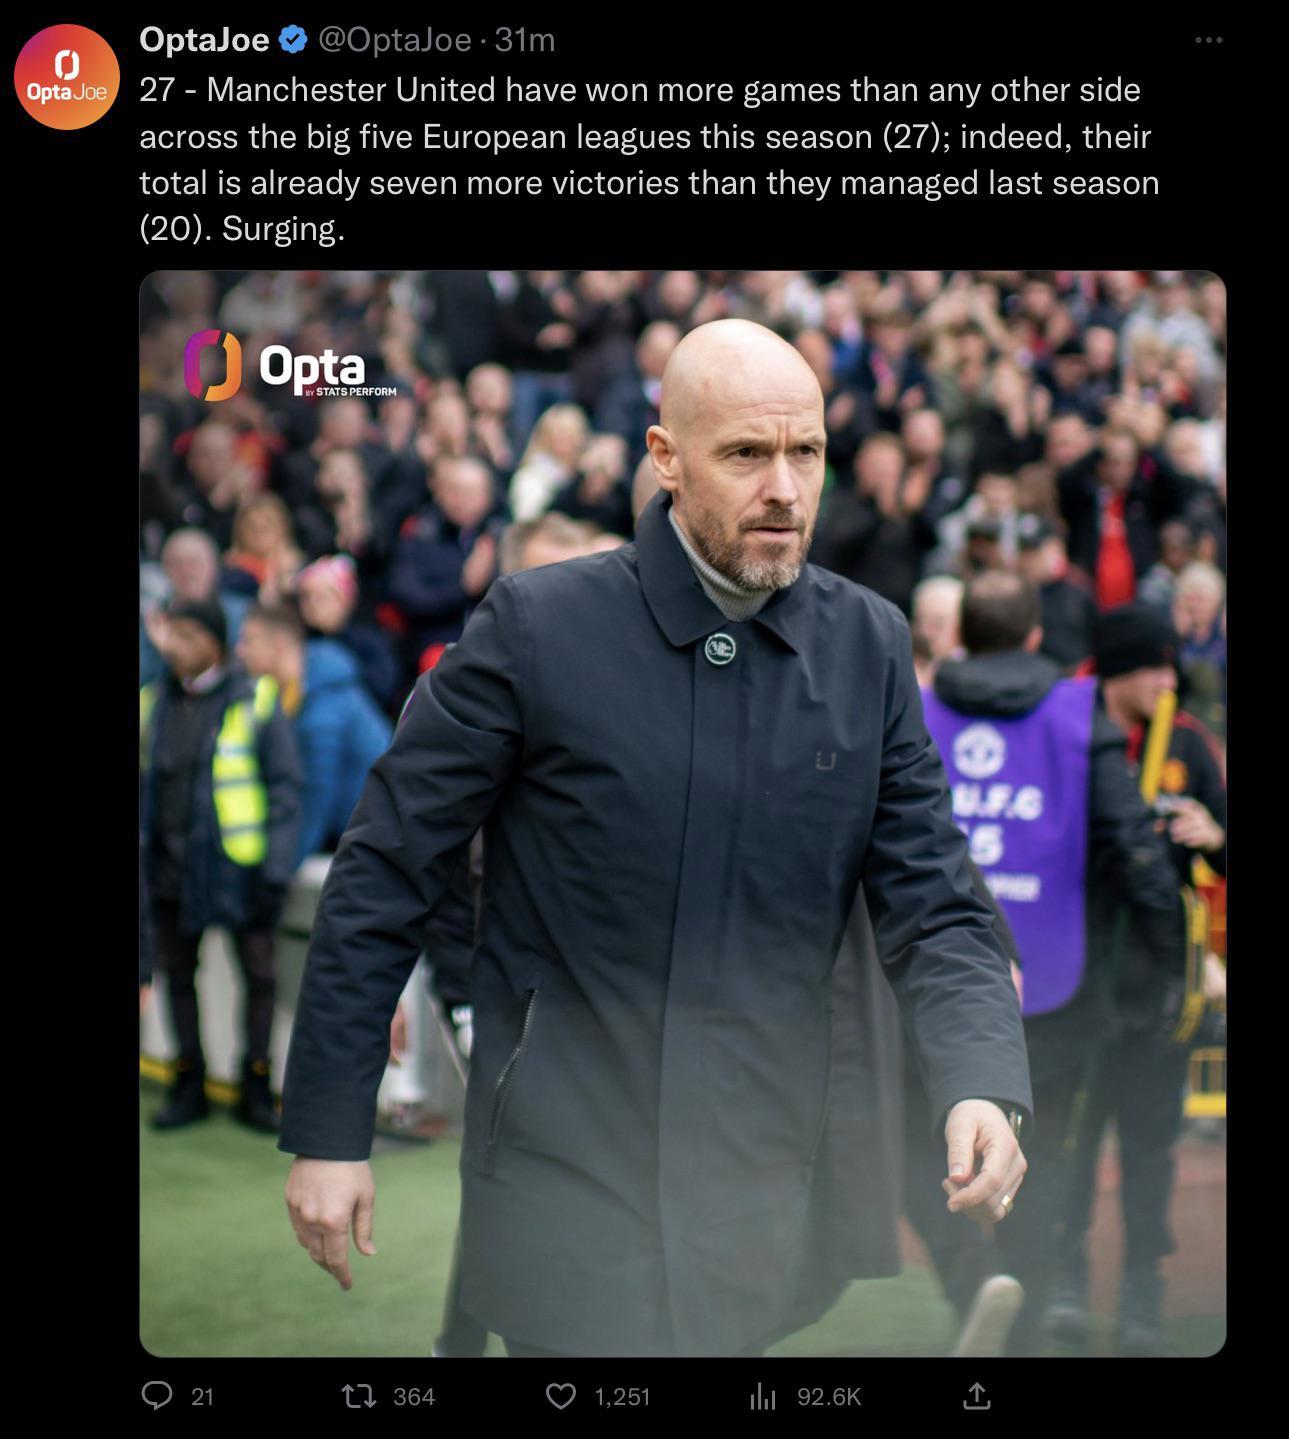 OptaJoe @OptaJoe · 31m
OptaJoe
27 - Manchester United have won more games than any other side
across the big five European leagues this season (27); indeed, their
total is already seven more victories than they managed last season
(20). Surging.
Opta
BY STATS PERFORM
U.F.C
5
21 364 1,251 92.6K